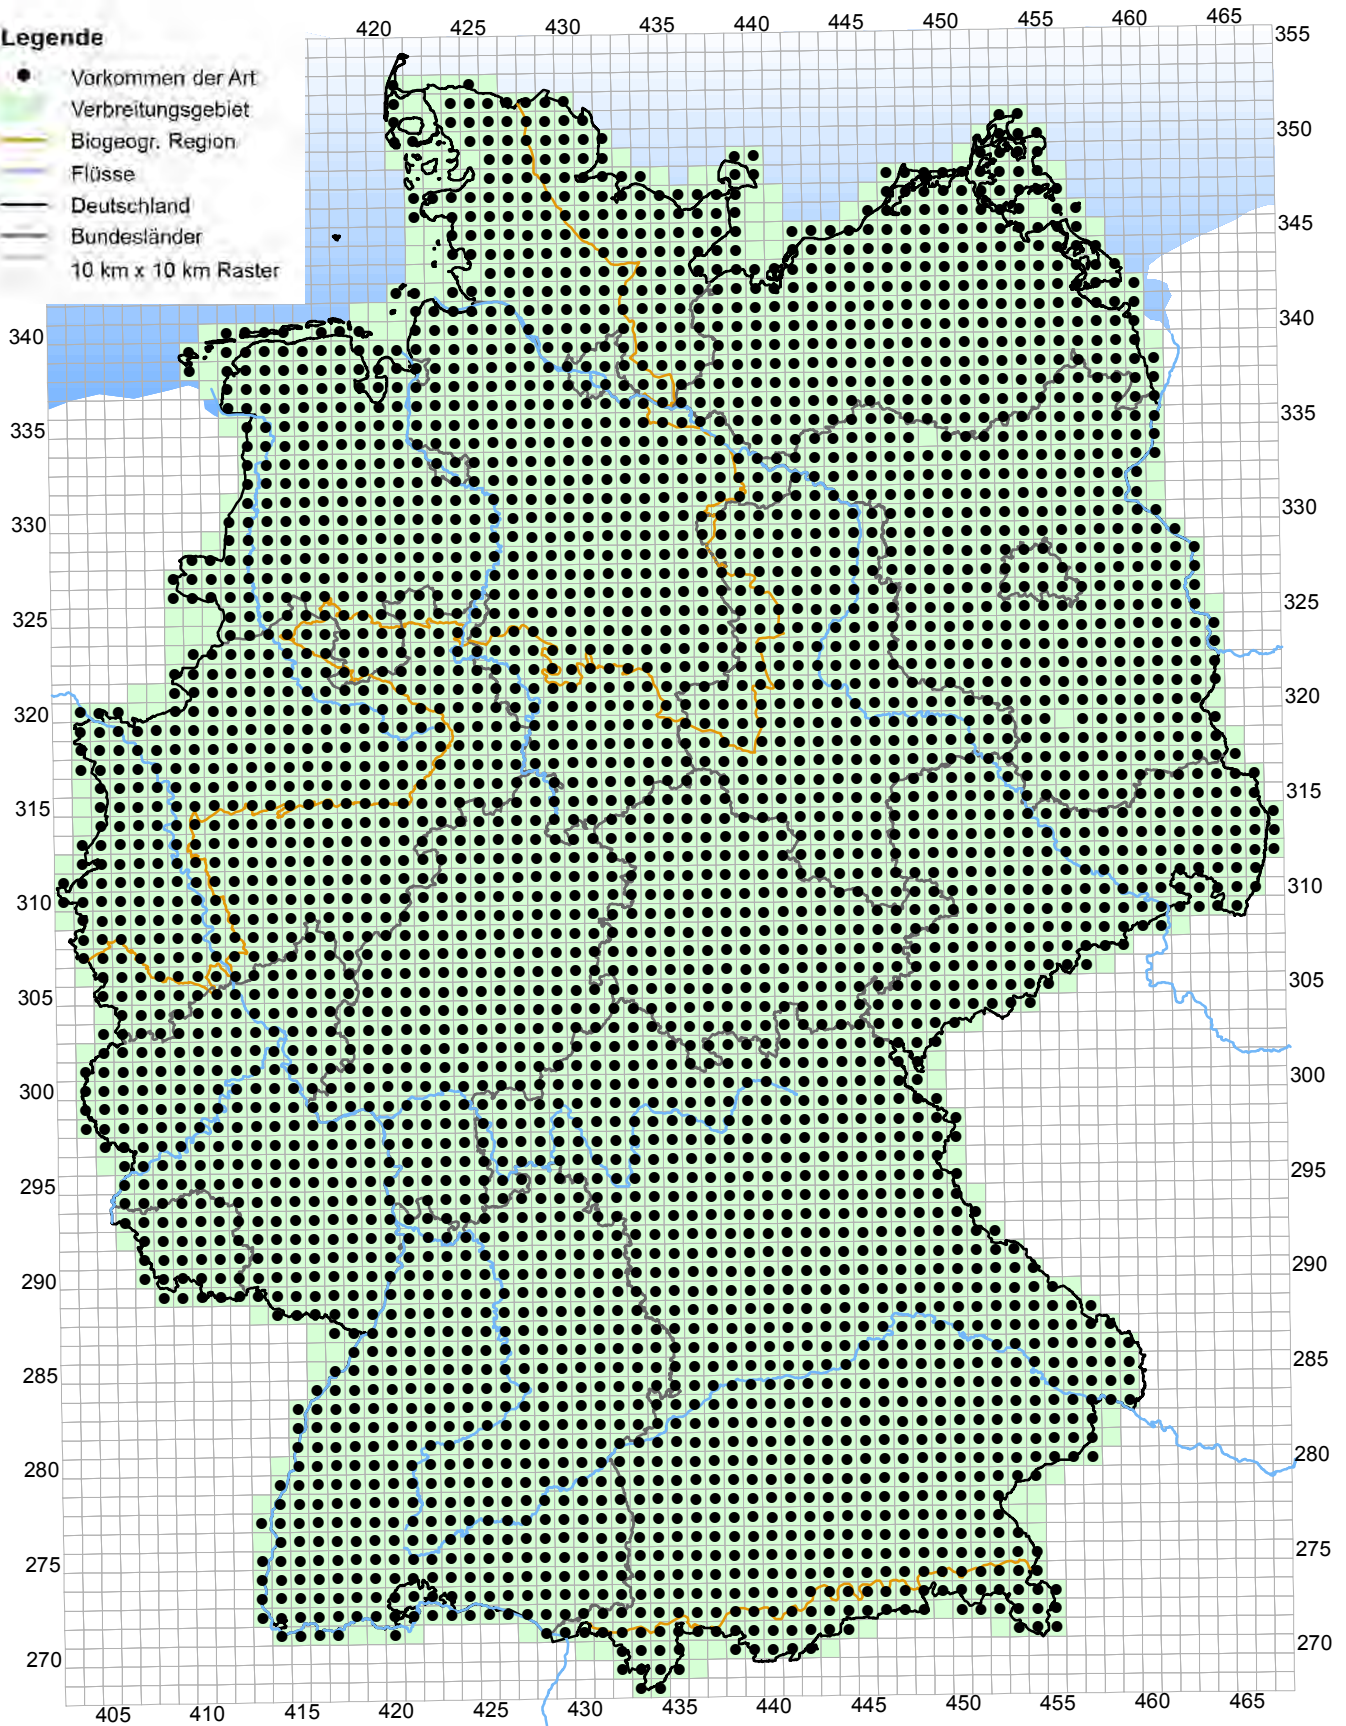 420 425 430 435 440 445 450 455 460 465
Legende
Vorkommen der Art
Verbreitungsgebiet
Biogeogr. Region
Flüsse
Deutschland
Bundesländer
10 km x 10 km Raster
355
350
345
340 340
335 335
330 330
325 325
320 320
315 315
310 310
305 305
300 300
295 295
290 290
285 285
280 280
275 275
270 270
405 410 415 420 425 430 435 440 445 450 455 460 465